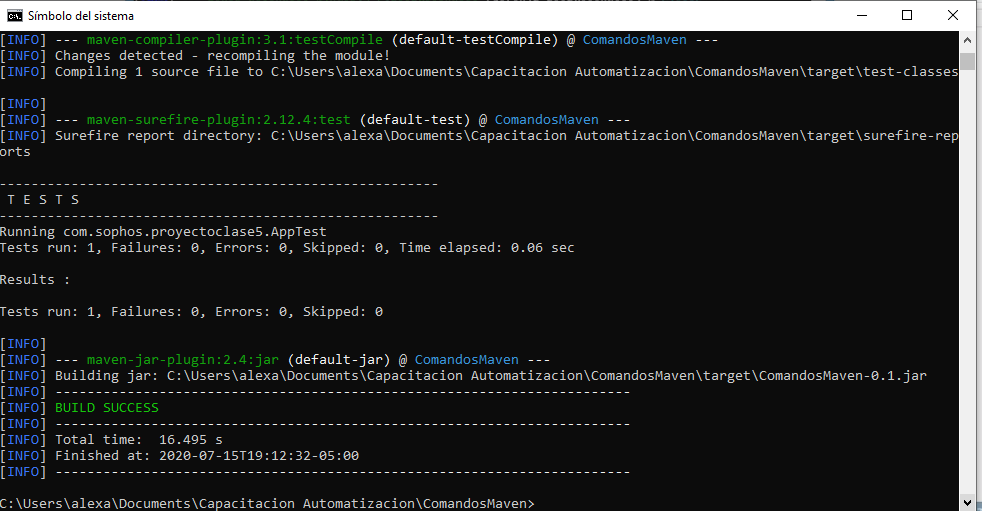 Símbolo del sistema
[INFO] --- maven-compiler-plugin:3.1:testCompile (default-testCompile) @ ComandosMaven ---
[INFO] Changes detected - recompiling the module!
[INFO] Compiling 1 source file to C:\Users\alexa\Documents\Capacitacion Automatizacion\ComandosMaven\target\test-classes
[INFO]
[INFO] --- maven-surefire-plugin:2.12.4:test (default-test) @ ComandosMaven ---
[INFO] Surefire report directory: C:\Users\alexa\Documents\Capacitacion Automatizacion\ComandosMaven\target\surefire-rep
orts
-------------------------------------------------------
 T E S T S
-------------------------------------------------------
Running com.sophos.proyectoclase5.AppTest
Tests run: 1, Failures: 0, Errors: 0, Skipped: 0, Time elapsed: 0.06 sec
Results :
Tests run: 1, Failures: 0, Errors: 0, Skipped: 0
[INFO]
[INFO] --- maven-jar-plugin:2.4:jar (default-jar) @ ComandosMaven ---
[INFO] Building jar: C:\Users\alexa\Documents\Capacitacion Automatizacion\ComandosMaven\target\ComandosMaven-0.1.jar
[INFO] ------------------------------------------------------------------------
[INFO] BUILD SUCCESS
[INFO] ------------------------------------------------------------------------
[INFO] Total time:  16.495 s
[INFO] Finished at: 2020-07-15T19:12:32-05:00
[INFO] ------------------------------------------------------------------------
C:\Users\alexa\Documents\Capacitacion Automatizacion\ComandosMaven>